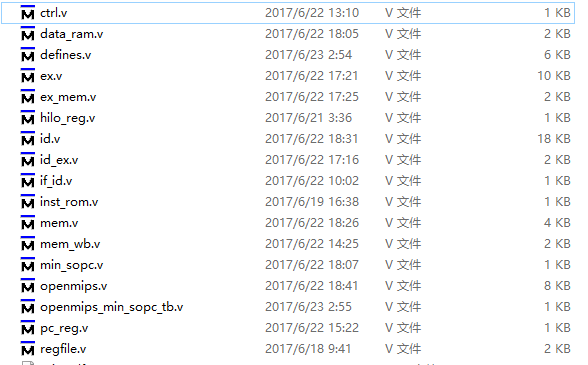 ctrl.v 2017/6/22 13:10 V 文件 1 KB
data_ram.v 2017/6/22 18:05 V 文件 2 KB
defines.v 2017/6/23 2:54 V 文件 6 KB
ex.v 2017/6/22 17:21 V 文件 10 KB
ex_mem.v 2017/6/22 17:25 V 文件 2 KB
hilo_reg.v 2017/6/21 3:36 V 文件 1 KB
id.v 2017/6/22 18:31 V 文件 18 KB
id_ex.v 2017/6/22 17:16 V 文件 2 KB
if_id.v 2017/6/22 10:02 V 文件 1 KB
inst_rom.v 2017/6/19 16:38 V 文件 1 KB
mem.v 2017/6/22 18:26 V 文件 4 KB
mem_wb.v 2017/6/22 14:25 V 文件 2 KB
min_sopc.v 2017/6/22 18:07 V 文件 1 KB
openmips.v 2017/6/22 18:41 V 文件 8 KB
openmips_min_sopc_tb.v 2017/6/23 2:55 V 文件 1 KB
pc_reg.v 2017/6/22 15:22 V 文件 1 KB
regfile.v 2017/6/18 9:41 V 文件 2 KB